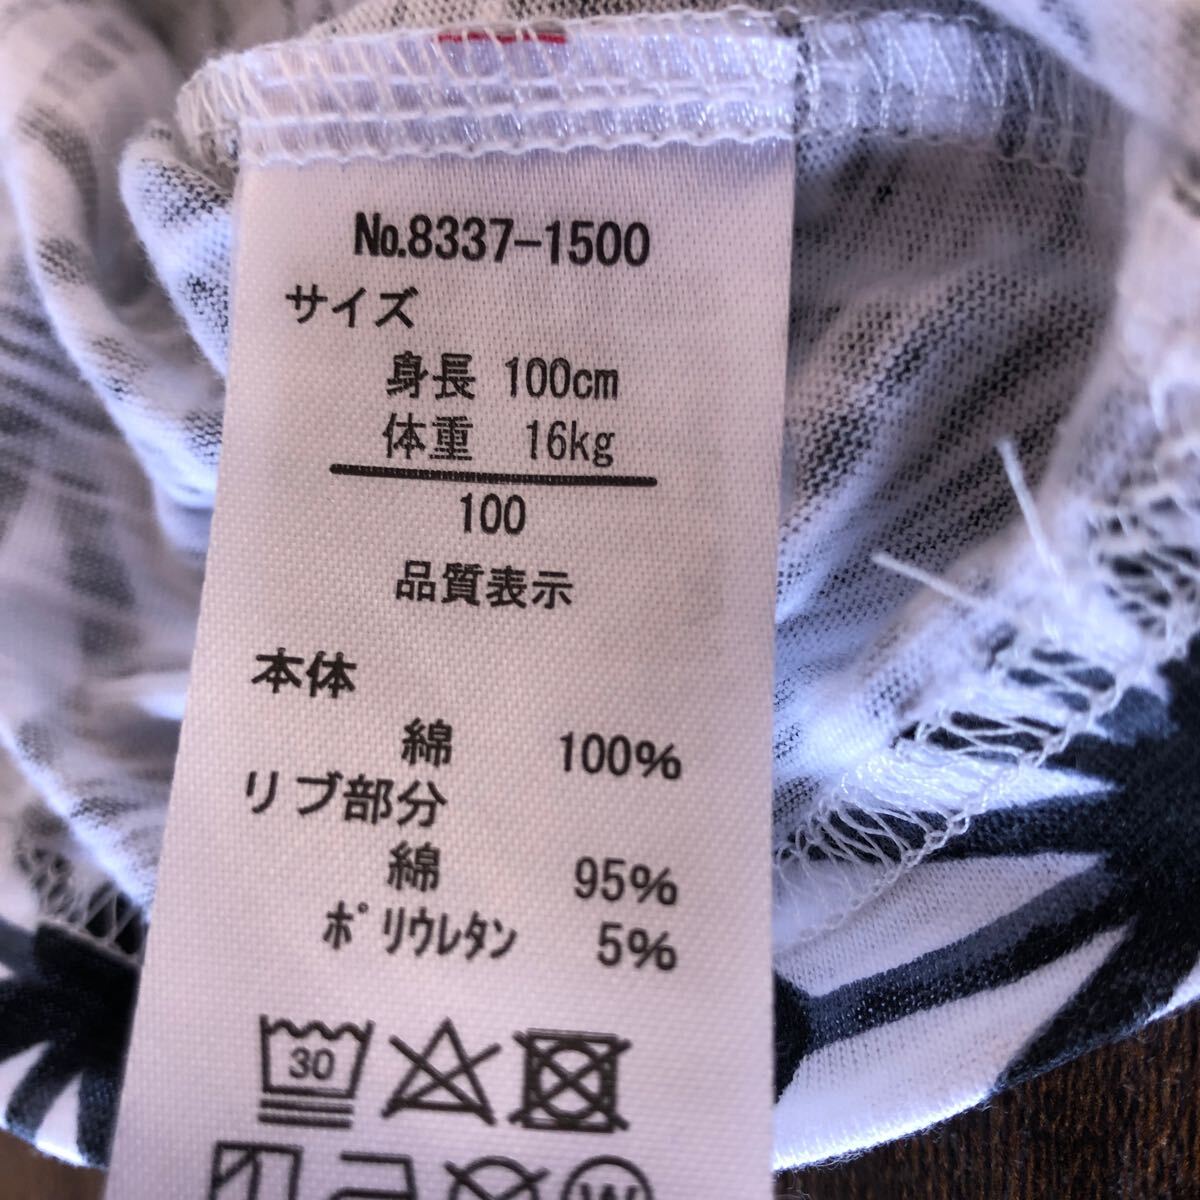 No.8337-1500
サイズ
身長 100cm
体重 16kg
100
品質表示
本体
綿 100%
リブ部分
綿 95%
ポリウレタン 5%
30
W